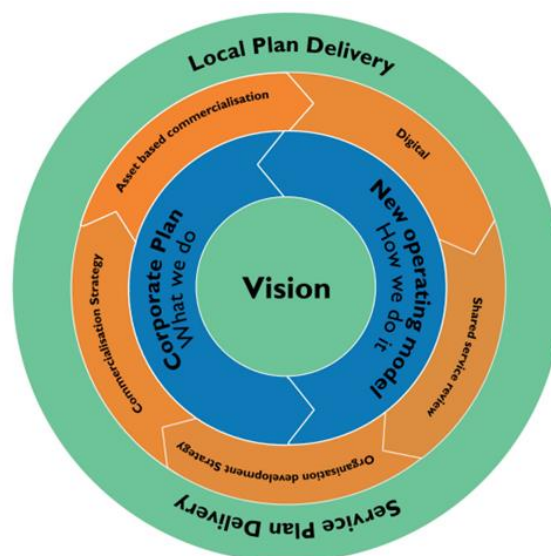 Local Plan Delivery
Asset based commercialisation
Digital
Corporate Plan
What we do
Vision
New operating model
How we do it
Commercialisation Strategy
Shared service review
Organisation development Strategy
Service Plan Delivery